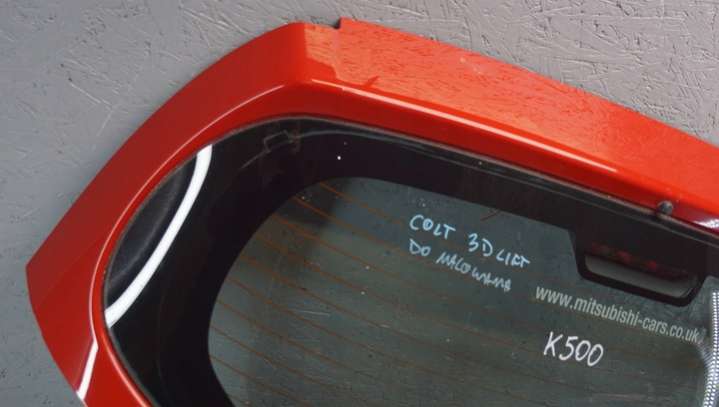 COLT 3D LIFT
DO MALOWANIA
www.mitsubishi-cars.co.uk
K500